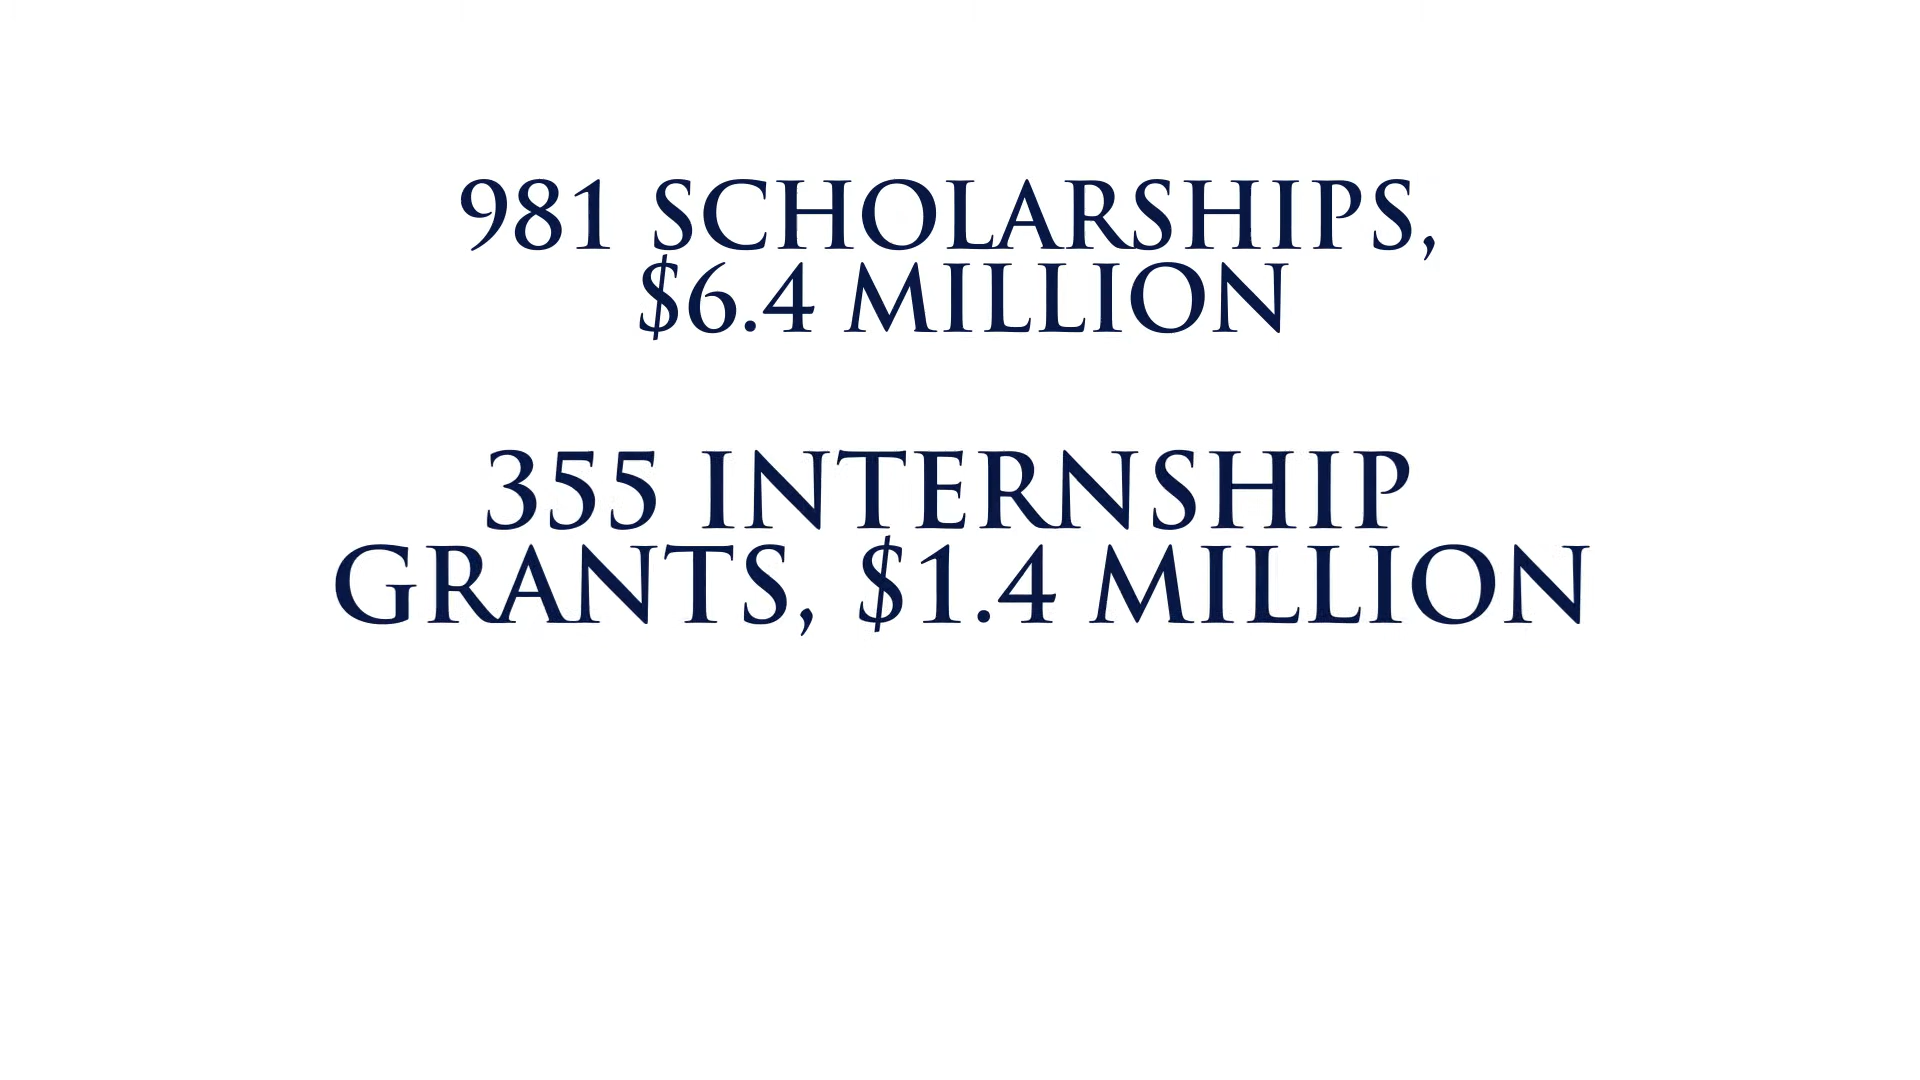 981 SCHOLARSHIPS,
$6.4 MILLION
355 INTERNSHIP
GRANTS, $1.4 MILLION